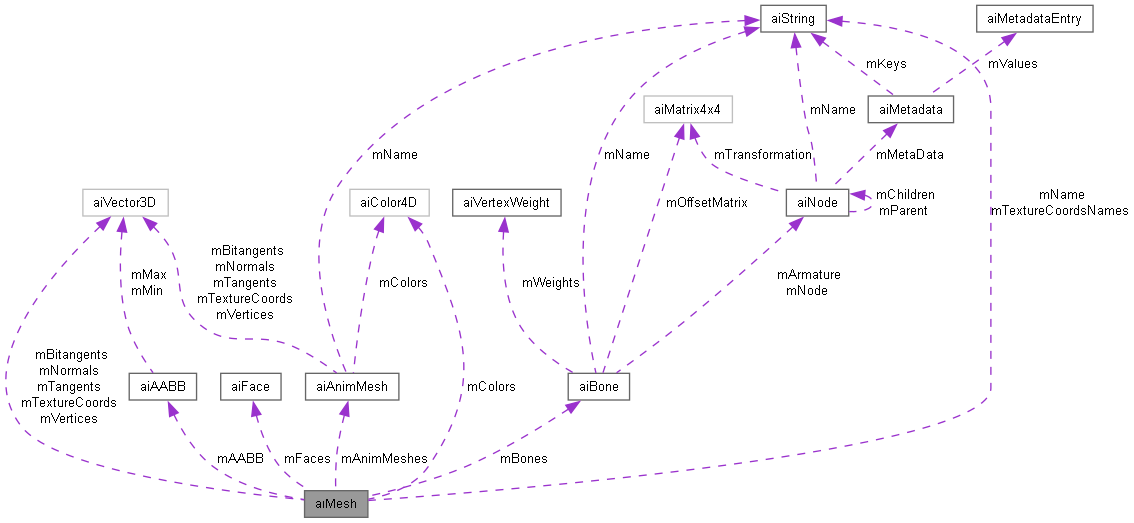 aiString
aiMetadataEntry
mKeys
mValues
aiMatrix4x4
aiMetadata
mName
mName
mName
mTransformation
mMetaData
aiVector3D
aiColor4D
aiVertexWeight
mOffsetMatrix
aiNode
mChildren
mParent
mName
mTextureCoordsNames
mBitangents
mNormals
mTangents
mTextureCoords
mVertices
mMax
mMin
mColors
mWeights
mArmature
mNode
mBitangents
mNormals
mTangents
mTextureCoords
mVertices
aiAABB
aiFace
aiAnimMesh
mColors
aiBone
mAABB
mFaces
mAnimMeshes
mBones
aiMesh